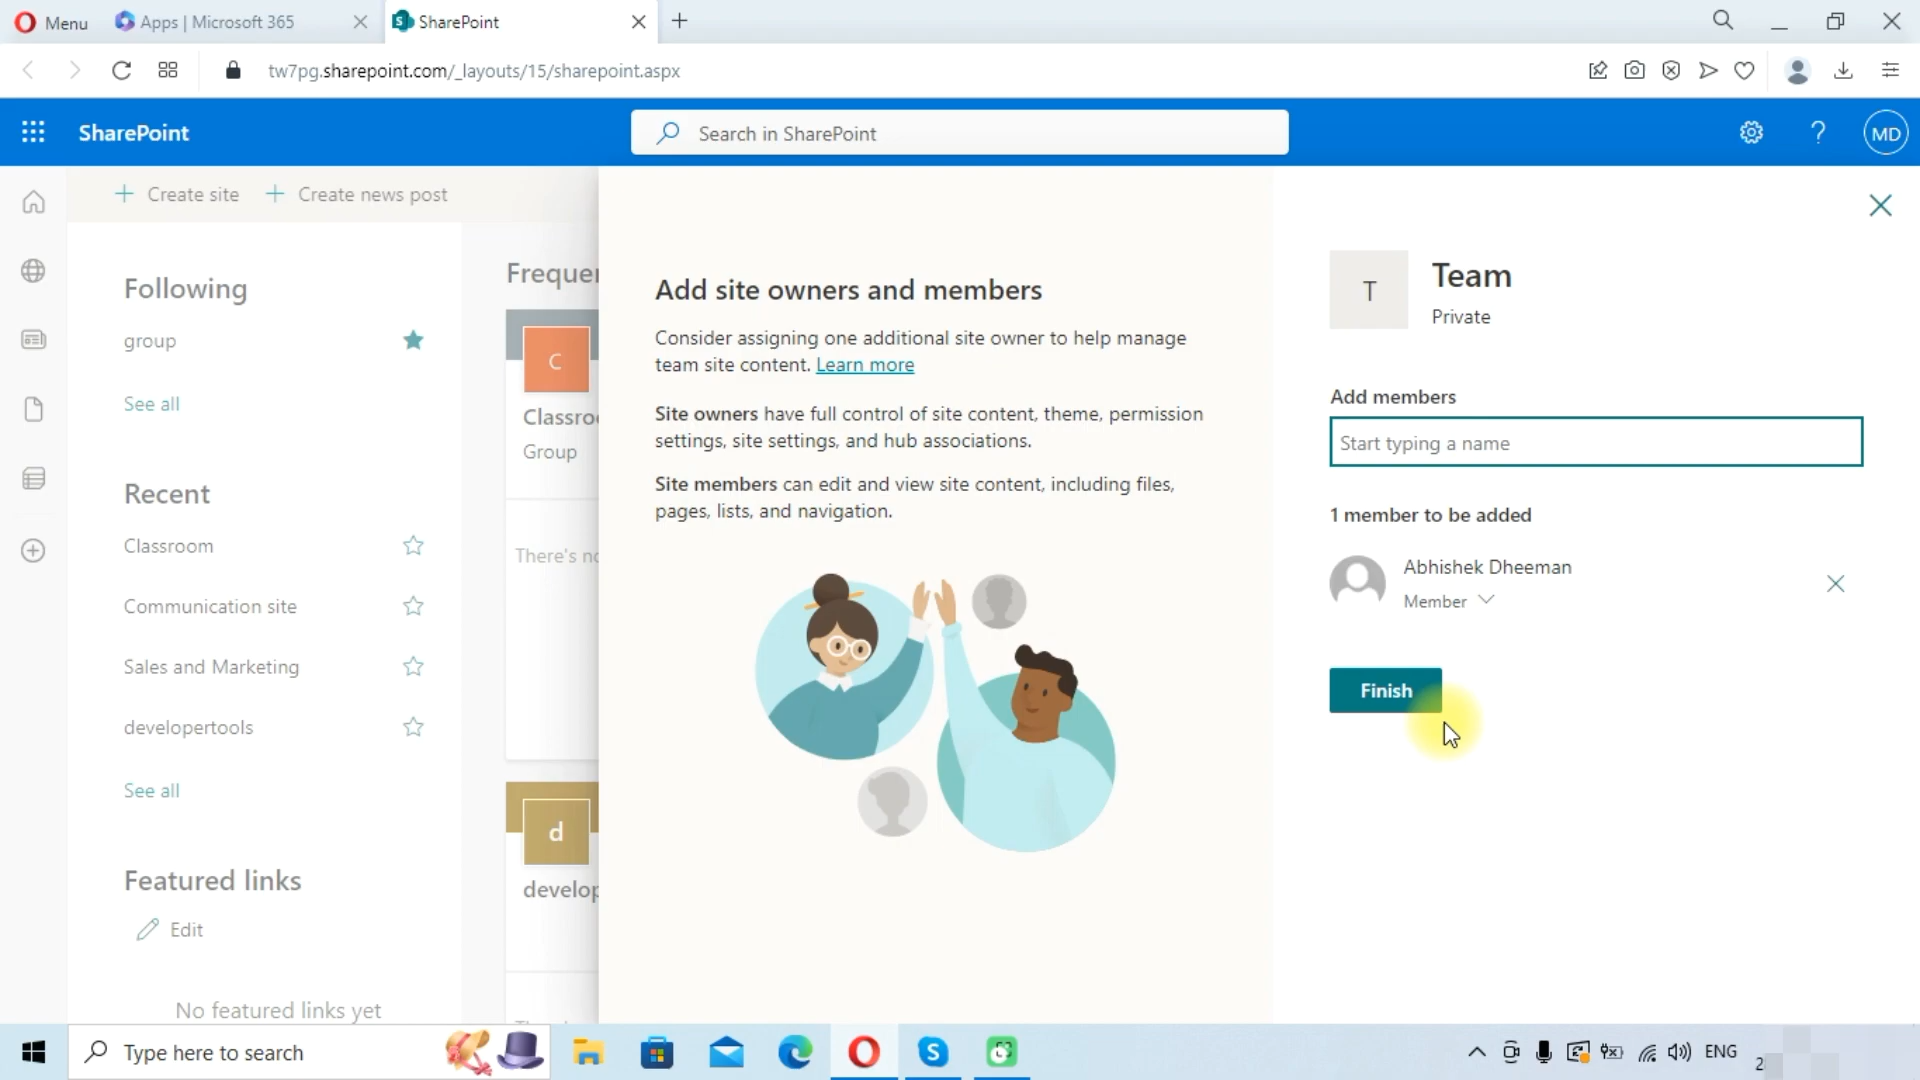 Menu
Apps | Microsoft 365
SharePoint
tw7pg.sharepoint.com/_layouts/15/sharepoint.aspx
SharePoint
Search in SharePoint
?
MD
Create site
Create news post
Following
group
See all
Recent
Classroom
Communication site
Sales and Marketing
developertools
See all
Featured links
Edit
No featured links yet
C
Group
There's
d
Add site owners and members
Consider assigning one additional site owner to help manage
team site content. Learn more
Site owners have full control of site content, theme, permission
settings, site settings, and hub associations.
Site members can edit and view site content, including files,
pages, lists, and navigation.
T
Team
Private
Add members
Start typing a name
1 member to be added
Abhishek Dheeman
Member
Finish
Type here to search
ENG